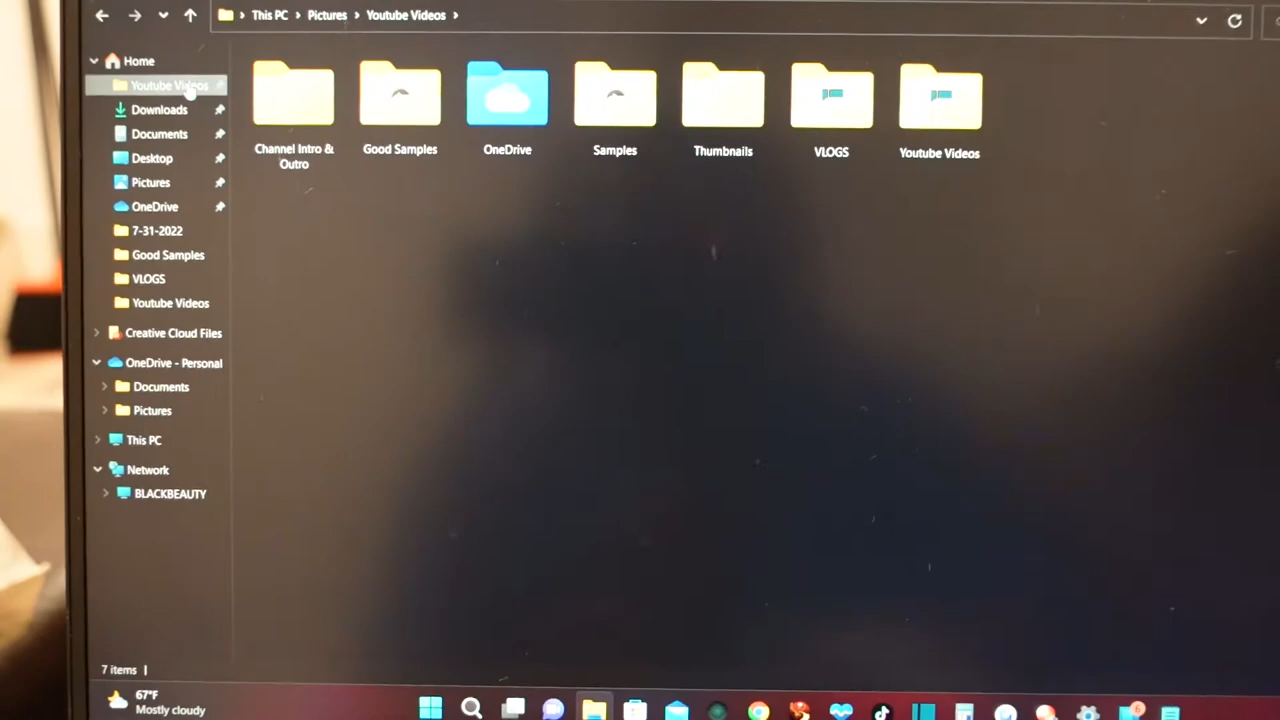 This PC > Pictures > Youtube Videos >
Home
Youtube Videos
Downloads
Documents
Desktop
Pictures
OneDrive
7-31-2022
Good Samples
VLOGS
Youtube Videos
Creative Cloud Files
OneDrive - Personal
Documents
Pictures
This PC
Network
BLACKBEAUTY
Channel Intro &
Outro
Good Samples
OneDrive
Samples
Thumbnails
VLOGS
Youtube Videos
7 items
67°F
Mostly cloudy
6